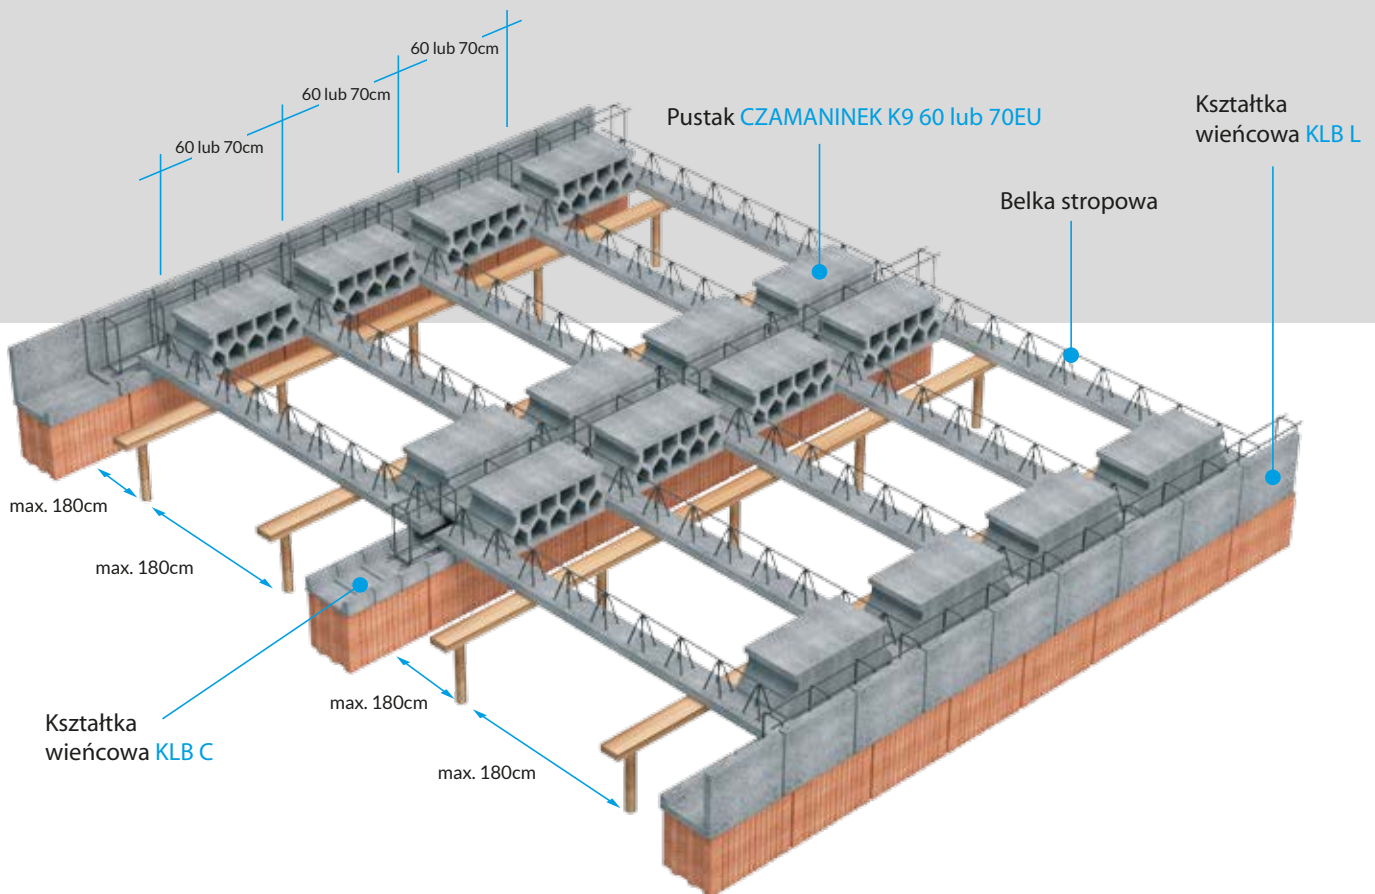 60 lub 70cm
60 lub 70cm
60 lub 70cm
Pustak CZAMANINEK K9 60 lub 70EU
Kształtka
wieńcowa KLB L
Belka stropowa
max. 180cm
max. 180cm
Kształtka
wieńcowa KLB C
max. 180cm
max. 180cm